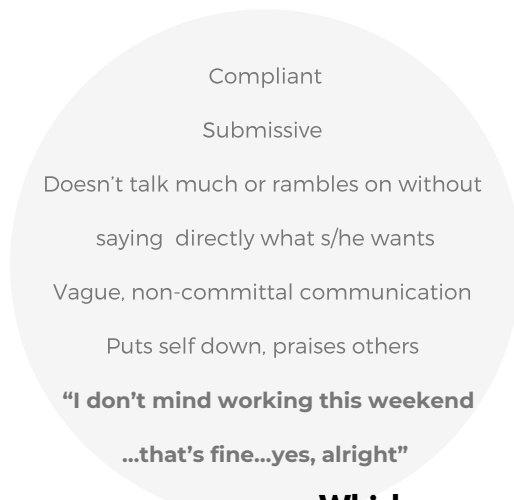 Compliant
Submissive
Doesn’t talk much or rambles on without
saying directly what s/he wants
Vague, non-committal communication
Puts self down, praises others
“I don’t mind working this weekend
...that’s fine...yes, alright”